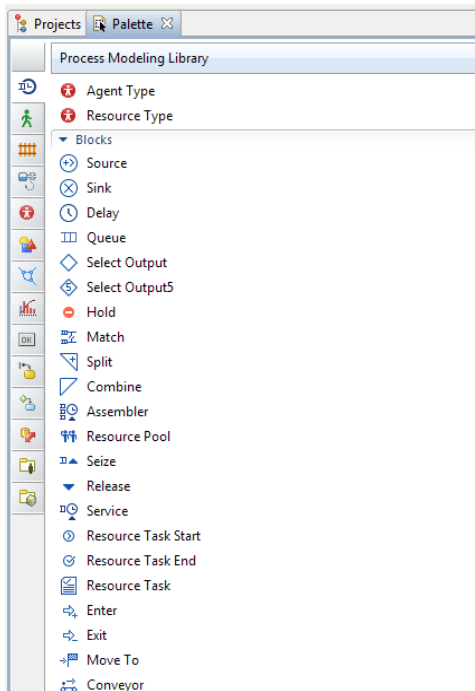 Projects Palette
Process Modeling Library
Agent Type
Resource Type
Blocks
Source
Sink
Delay
Queue
Select Output
Select Output5
Hold
Match
Split
Combine
Assembler
Resource Pool
Seize
Release
Service
Resource Task Start
Resource Task End
Resource Task
OK
Enter
Exit
Move To
Conveyor